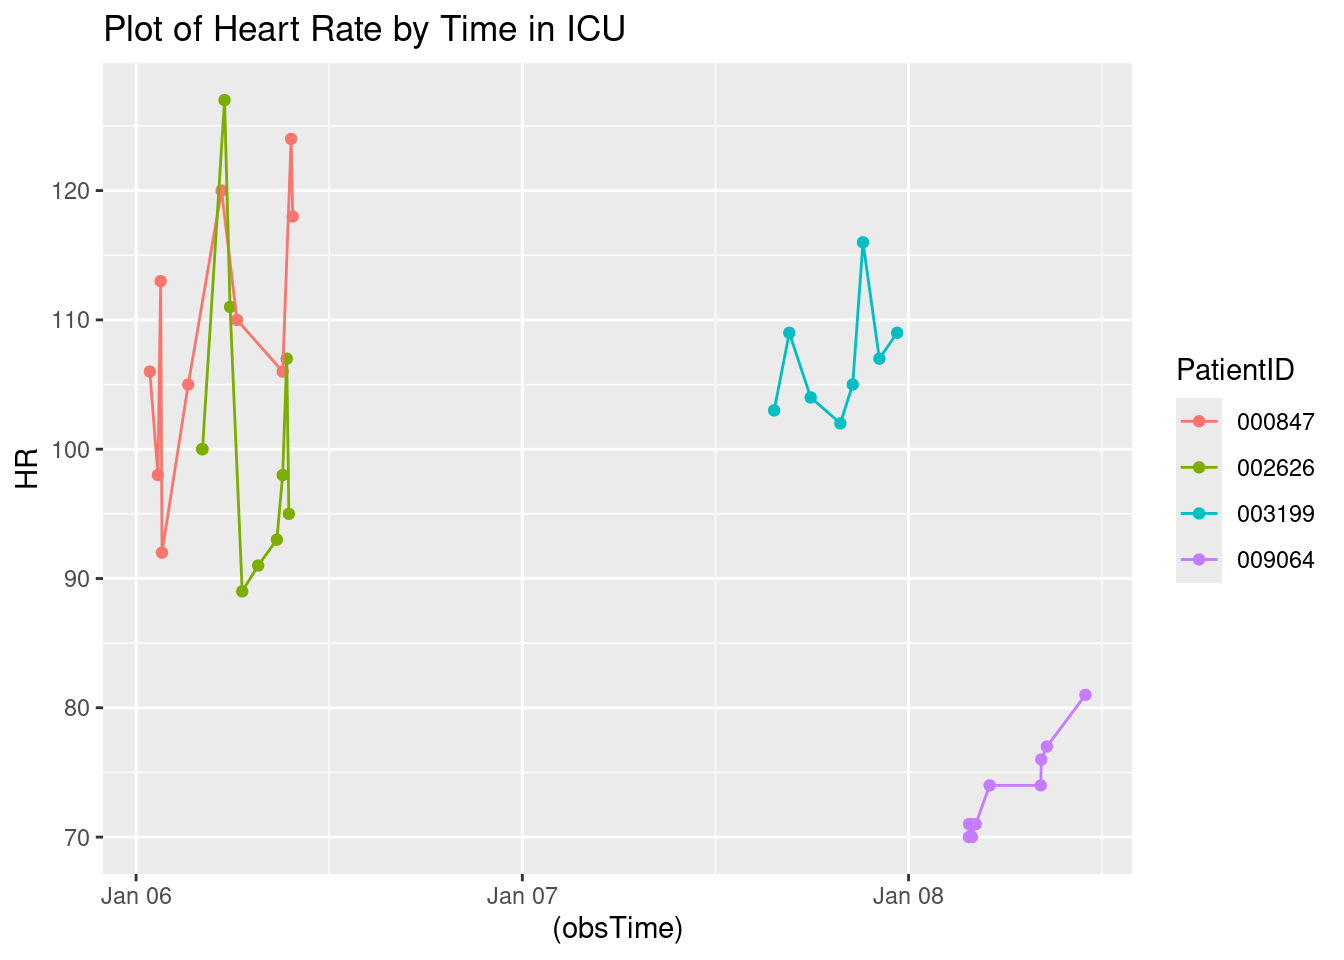 Plot of Heart Rate by Time in ICU
120
110
100
90
80
70
HR
Jan 06
Jan 07
Jan 08
(obsTime)
PatientID
000847
002626
003199
009064